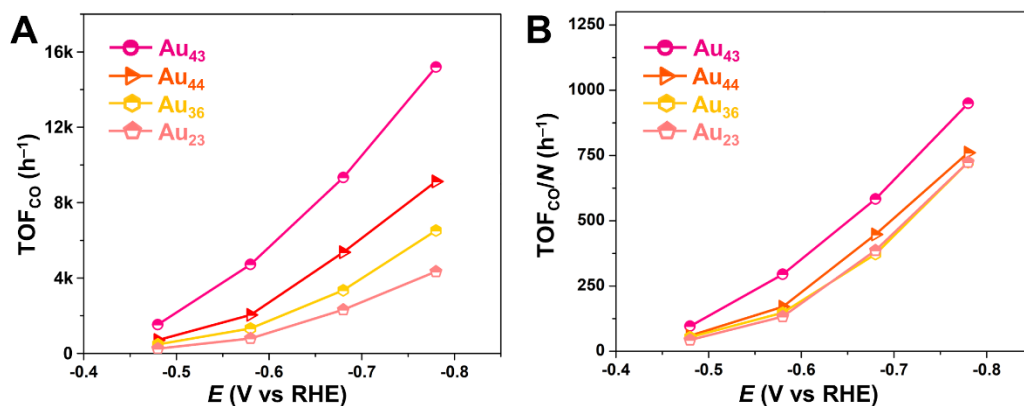 A
Au₄₃
Au₄₄
Au₃₆
Au₂₃
16k
12k
8k
4k
0
TOF_CO (h⁻¹)
-0.4
-0.5
-0.6
-0.7
-0.8
E (V vs RHE)
B
Au₄₃
Au₄₄
Au₃₆
Au₂₃
1250
1000
750
500
250
0
TOF_CO/N (h⁻¹)
-0.4
-0.5
-0.6
-0.7
-0.8
E (V vs RHE)